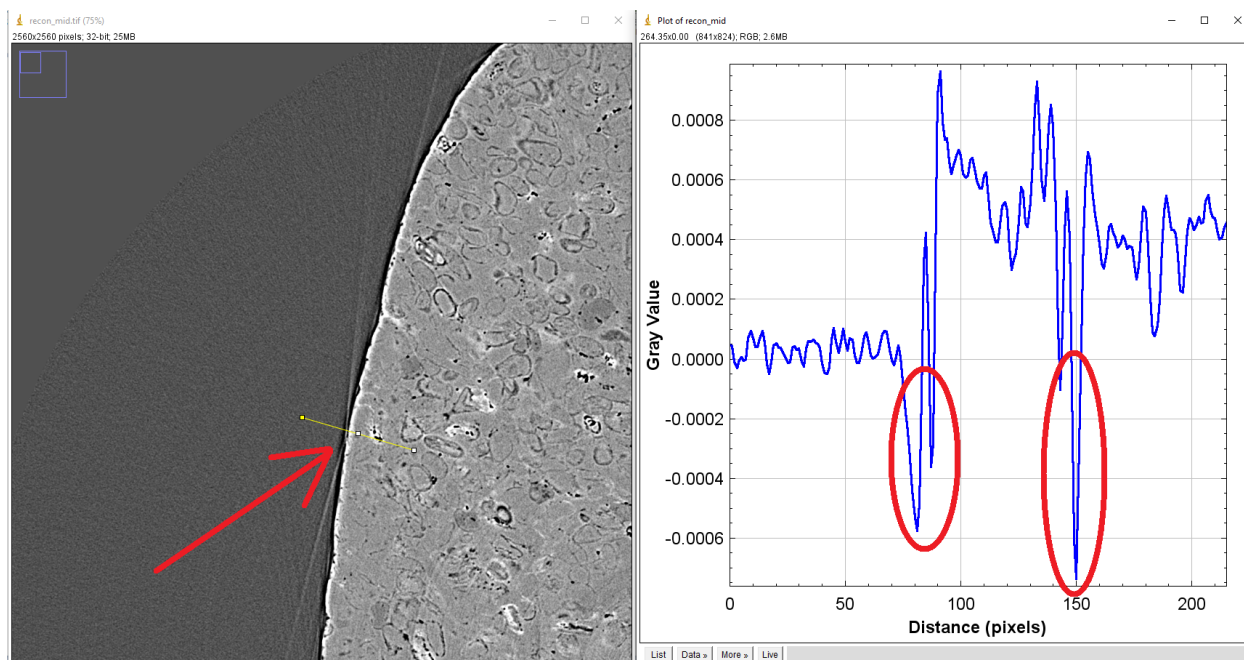 recon_mid.tif (75%)
2560x2560 pixels; 32-bit; 25MB
Plot of recon_mid
264.35x0.00 (841x824); RGB; 2.6MB
0.0008
0.0006
0.0004
0.0002
0.0000
-0.0002
-0.0004
-0.0006
Gray Value
0
50
100
150
200
Distance (pixels)
List
Data »
More »
Live